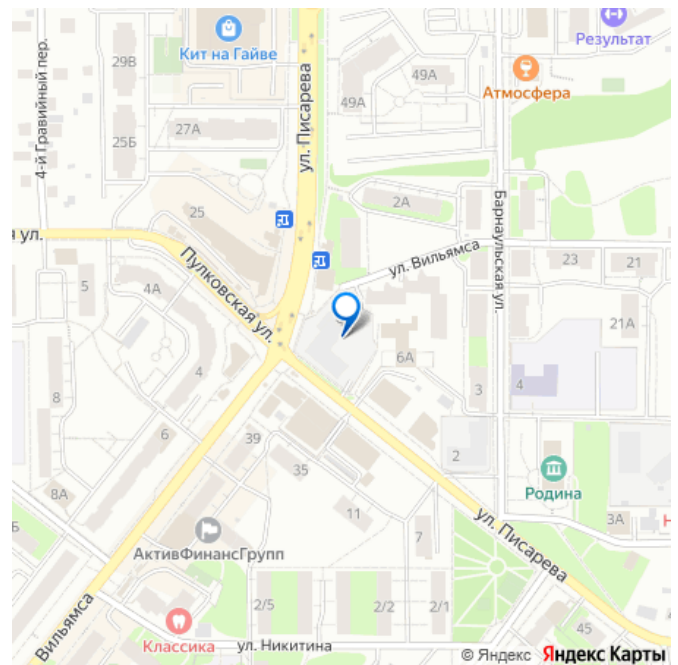 Результат
Кит на Гайве
29В
49А
Атмосфера
49А
4-й Гравийный пер.
27А
ул. Писарева
25Б
2А
Барнаульская ул.
25
я ул.
ул. Вильямса
23
21
5
4А
Пулковская ул.
21А
6А
4
3
4
8
6
39
2
35
Родина
8А
11
ул. Писарева
3А
Н
Б
7
АктивФинансГрупп
2/5
2/2
2/1
45
Вильямса
Классика
ул. Никитина
© Яндекс Яндекс Карты